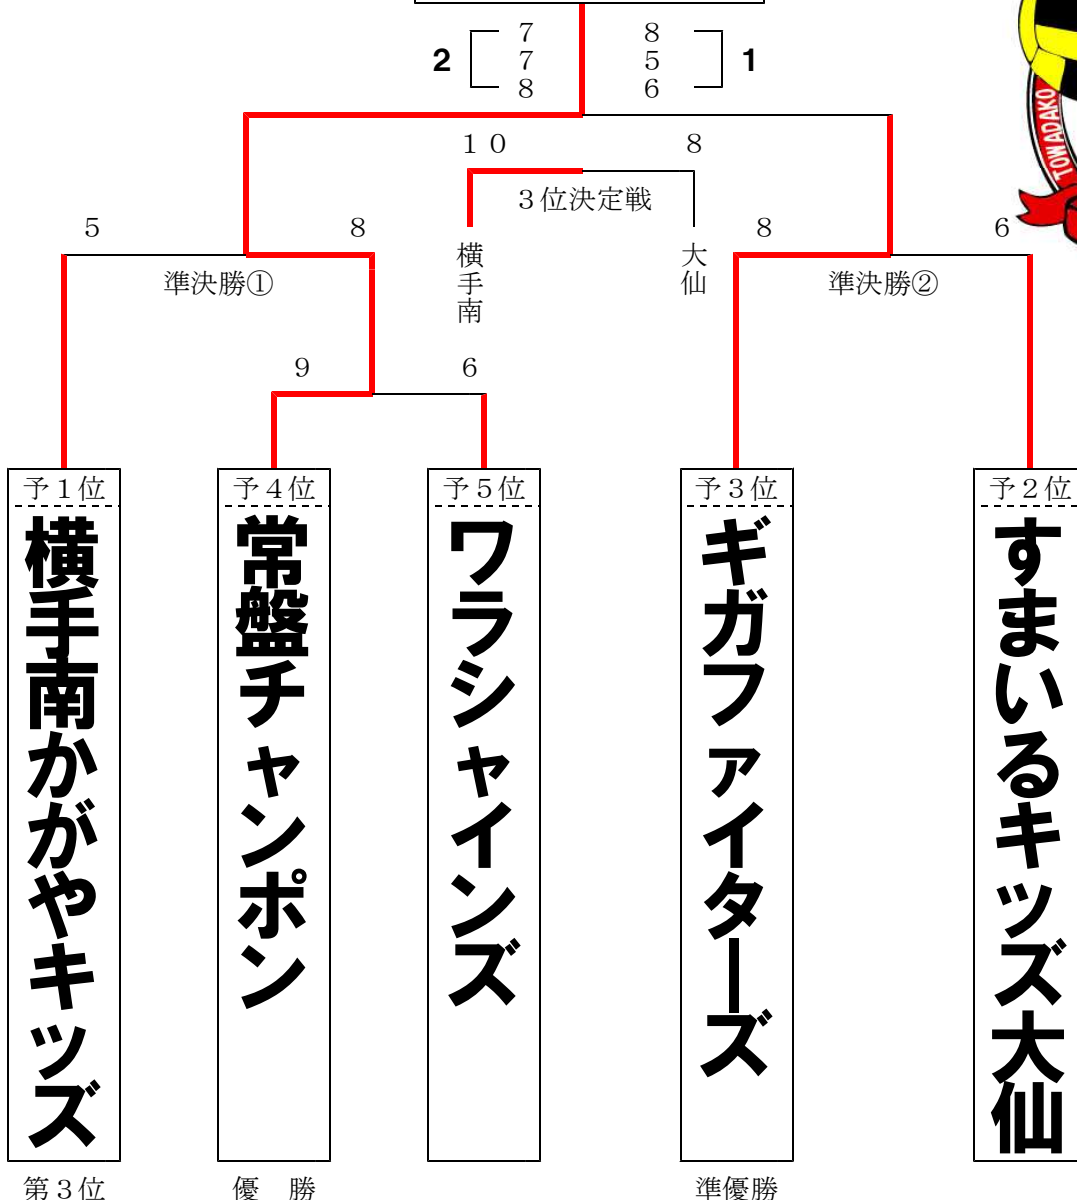 7 8
2 7 5 1
8 6
TOWADAKO
１０ 8
３位決定戦
5 8 8 6
横手南
大仙
準決勝①
準決勝②
9 6
予１位
予４位
予５位
予３位
予２位
横手南かがやキッズ
常盤チャンポン
ワラシャインズ
ギガファイターズ
すまいるキッズ大仙
第３位
優　勝
準優勝